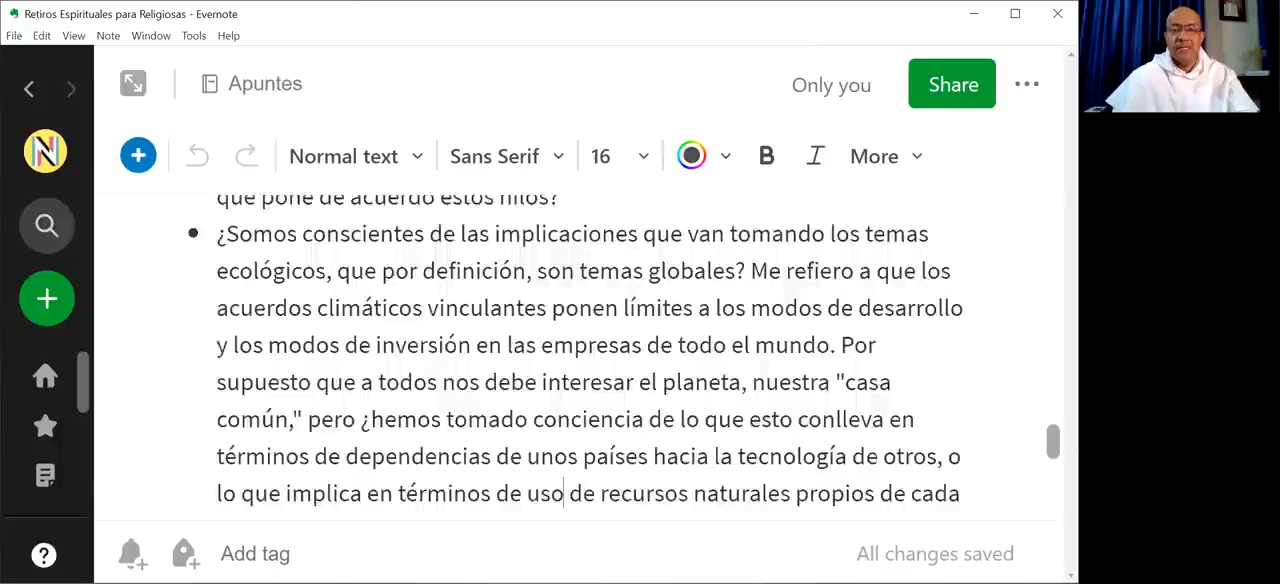 Retiros Espirituales para Religiosas - Evernote
File Edit View Note Window Tools Help
Apuntes
Only you
Share
Normal text
Sans Serif
16
B
I
More
que pone de acuerdo estos hilos?
¿Somos conscientes de las implicaciones que van tomando los temas
ecológicos, que por definición, son temas globales? Me refiero a que los
acuerdos climáticos vinculantes ponen límites a los modos de desarrollo
y los modos de inversión en las empresas de todo el mundo. Por
supuesto que a todos nos debe interesar el planeta, nuestra "casa
común," pero ¿hemos tomado conciencia de lo que esto conlleva en
términos de dependencias de unos países hacia la tecnología de otros, o
lo que implica en términos de uso de recursos naturales propios de cada
Add tag
All changes saved